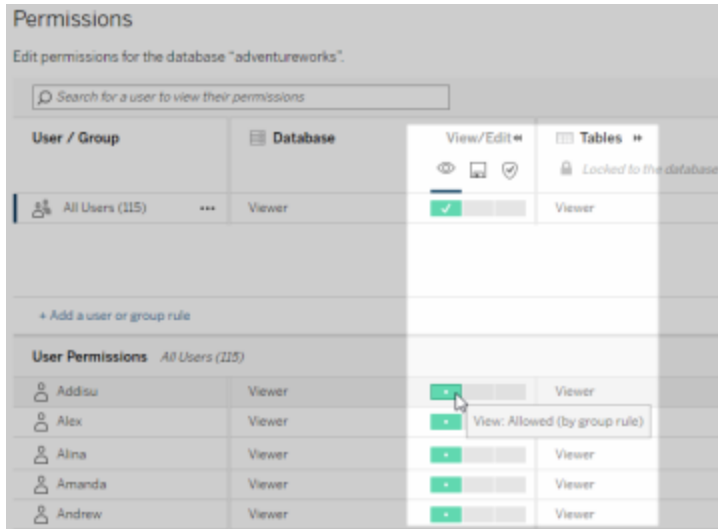 Permissions
Edit permissions for the database "adventureworks".
Search for a user to view their permissions
User / Group Database View/Edit Tables
Locked to the database
All Users (115) ... Viewer Viewer
+ Add a user or group rule
User Permissions All Users (115)
Addisu Viewer Viewer
Alex Viewer View: Allowed (by group rule)
Alina Viewer Viewer
Amanda Viewer Viewer
Andrew Viewer Viewer